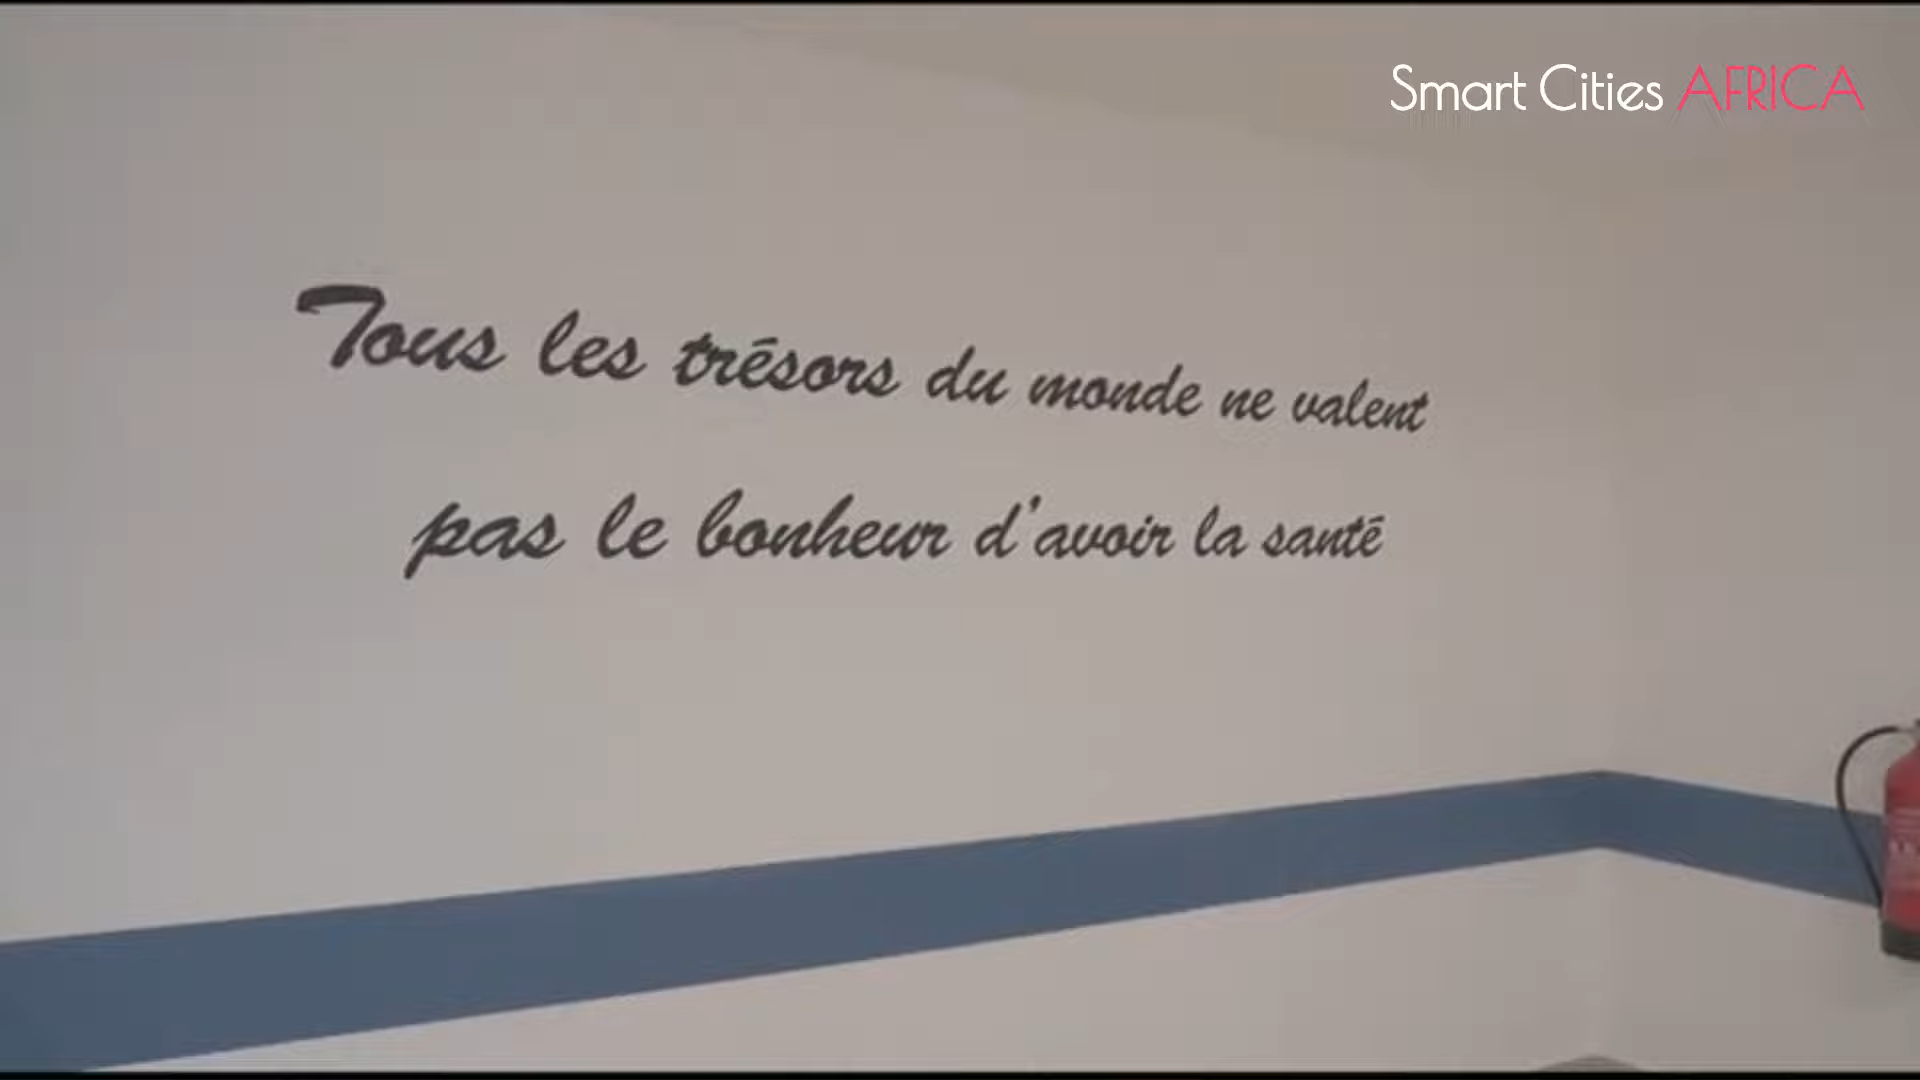 Smart Cities AFRICA
Tous les trésors du monde ne valent
pas le bonheur d'avoir la santé